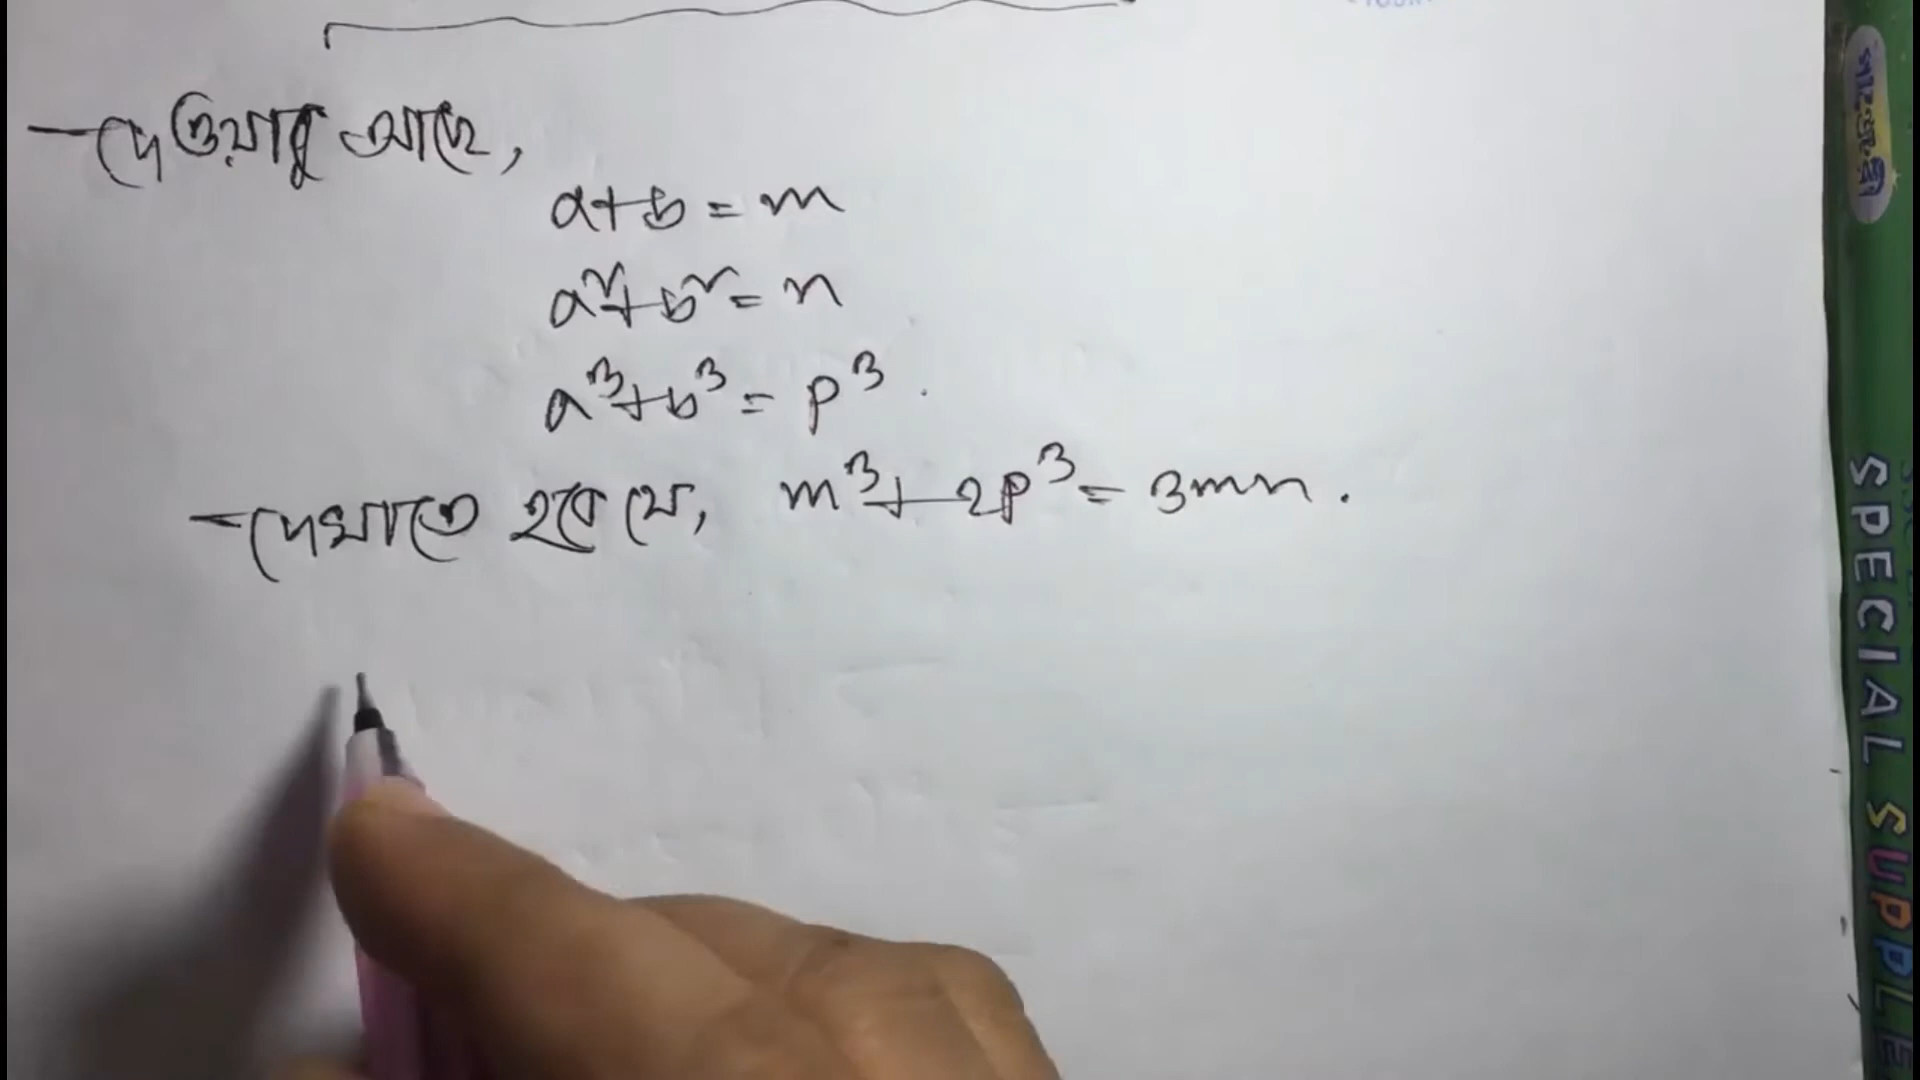 দেওয়া আছে,
a+b = m
a²+b² = n
a³+b³ = p³.
দেখাতে হবে যে, m³+2p³ = 3mn.
SPECIAL SUPPLE